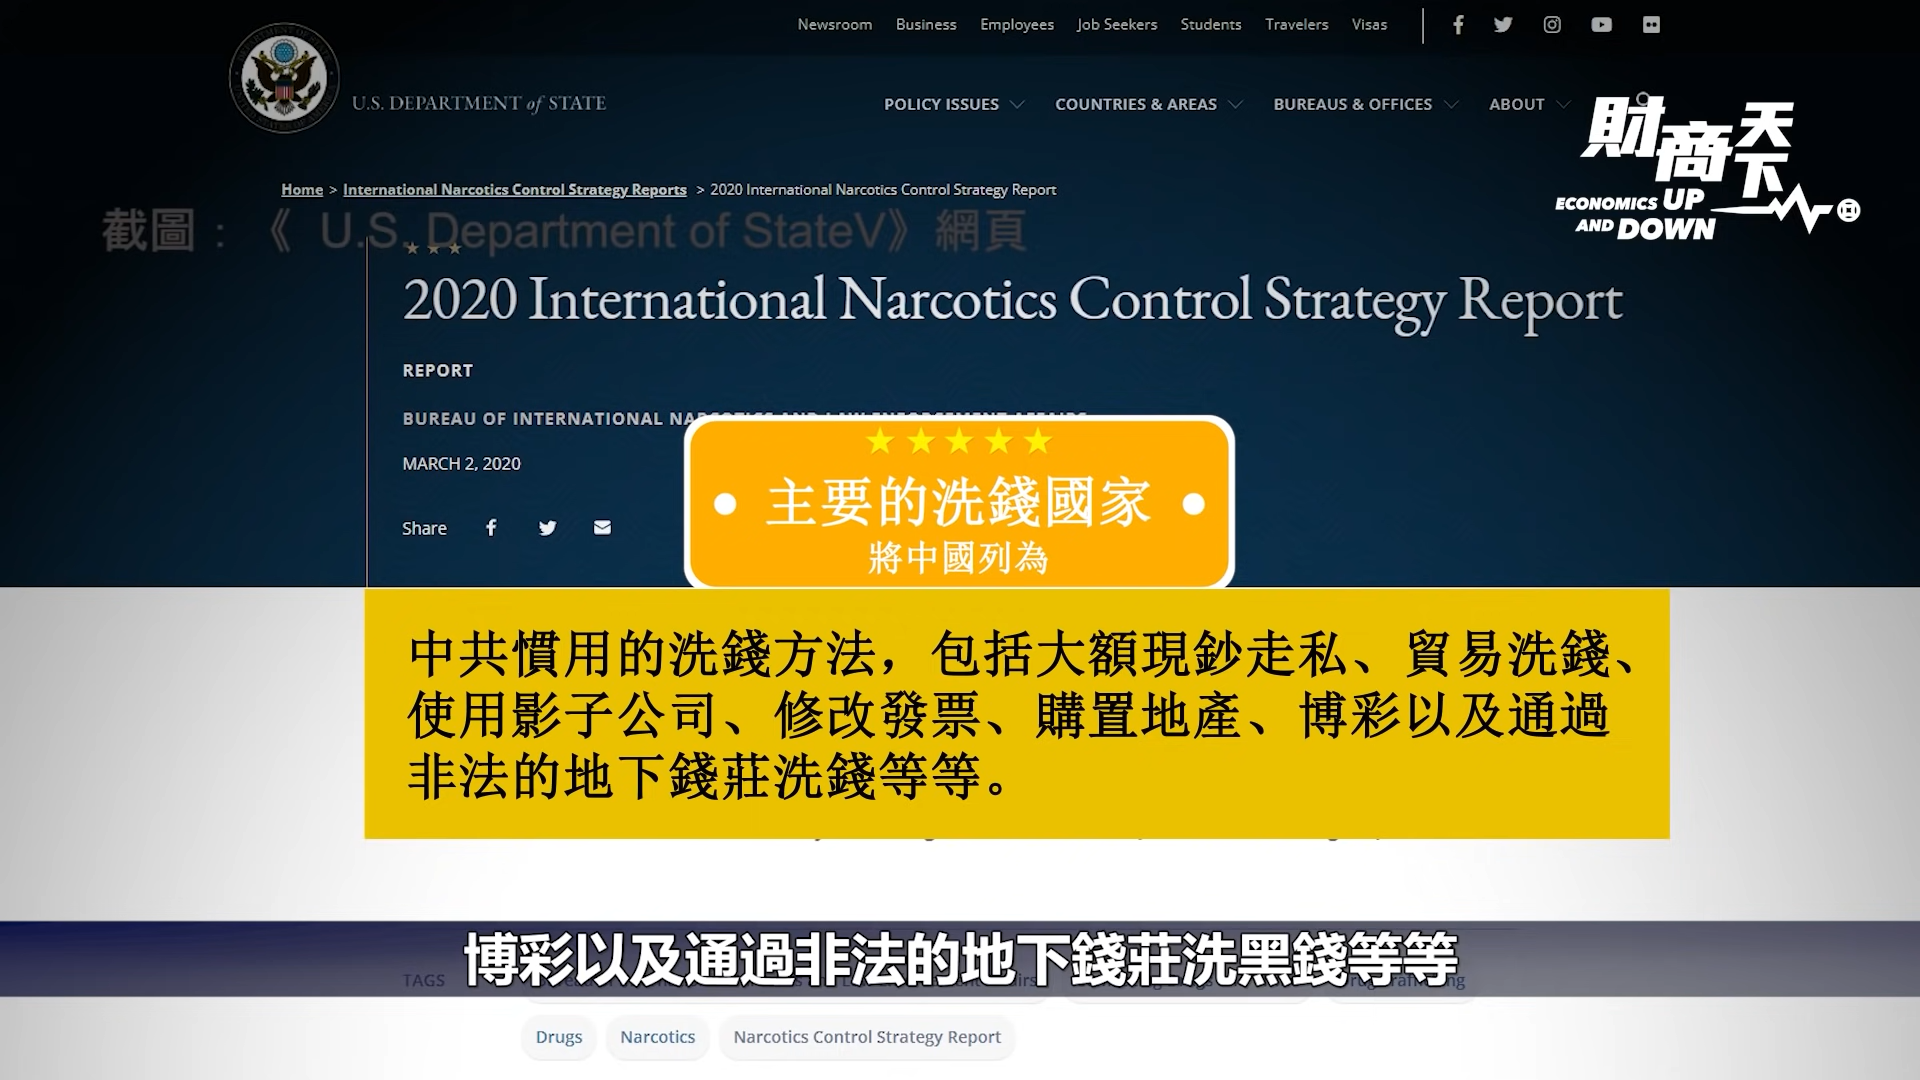 Newsroom Business Employees Job Seekers Students Travelers Visas
U.S. DEPARTMENT of STATE
POLICY ISSUES COUNTRIES & AREAS BUREAUS & OFFICES ABOUT
財商天下
ECONOMICS UP
AND DOWN
Home > International Narcotics Control Strategy Reports > 2020 International Narcotics Control Strategy Report
截圖：《 U.S. Department of StateV》網頁
2020 International Narcotics Control Strategy Report
REPORT
BUREAU OF INTERNATIONAL NARCOTICS AND LAW ENFORCEMENT AFFAIRS
MARCH 2, 2020
Share
主要的洗錢國家
將中國列為
中共慣用的洗錢方法，包括大額現鈔走私、貿易洗錢、
使用影子公司、修改發票、購置地產、博彩以及通過
非法的地下錢莊洗錢等等。
博彩以及通過非法的地下錢莊洗黑錢等等
TAGS
Drugs Narcotics Narcotics Control Strategy Report